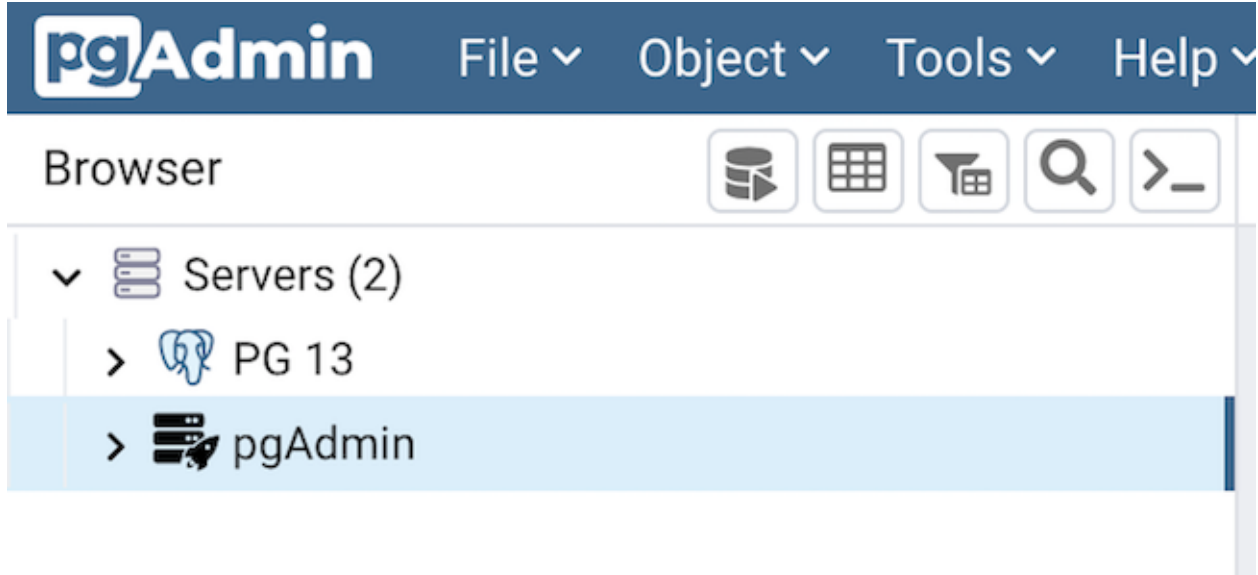 pgAdmin File Object Tools Help
Browser
Servers (2)
PG 13
pgAdmin